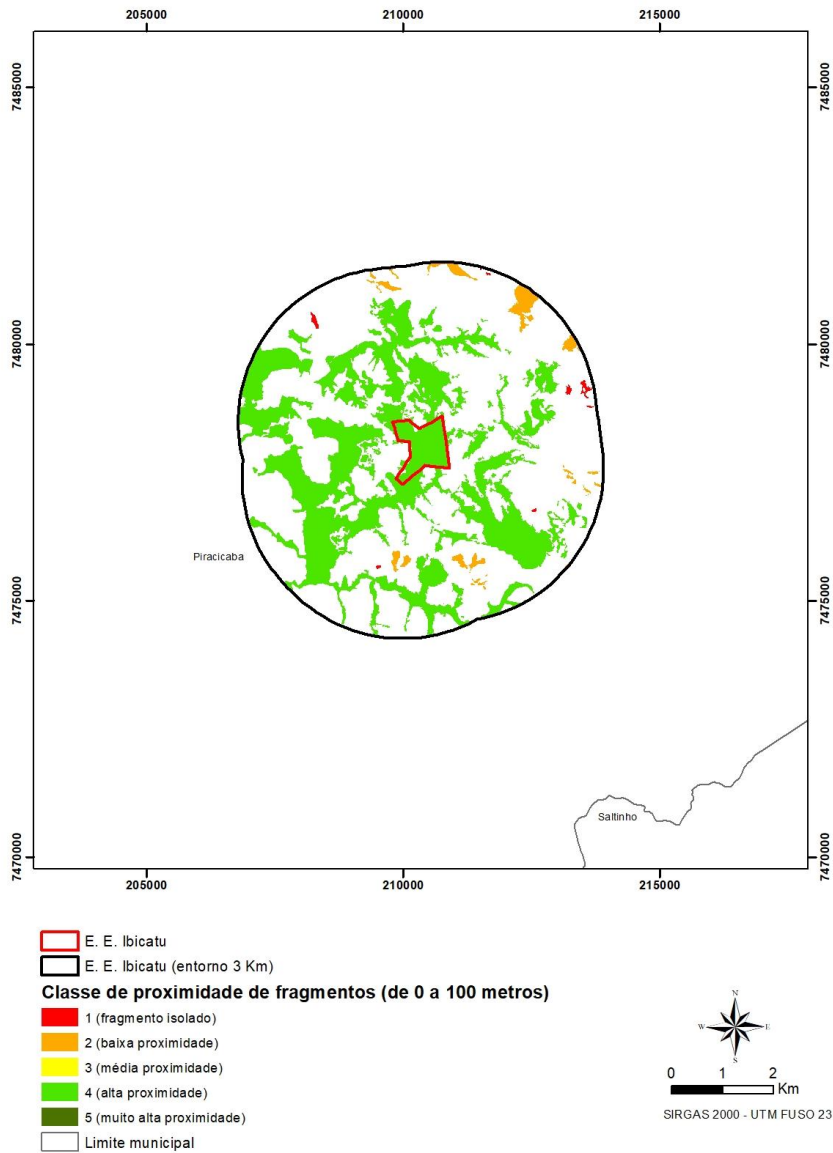 205000 210000 215000
7485000 7485000
7480000 7480000
Piracicaba
7475000 7475000
Saltinho
7470000 7470000
205000 210000 215000
E. E. Ibicatu
E. E. Ibicatu (entorno 3 Km)
Classe de proximidade de fragmentos (de 0 a 100 metros)
1 (fragmento isolado)
2 (baixa proximidade)
3 (média proximidade)
4 (alta proximidade)
5 (muito alta proximidade)
Limite municipal
N
W E
S
0 1 2
Km
SIRGAS 2000 - UTM FUSO 23